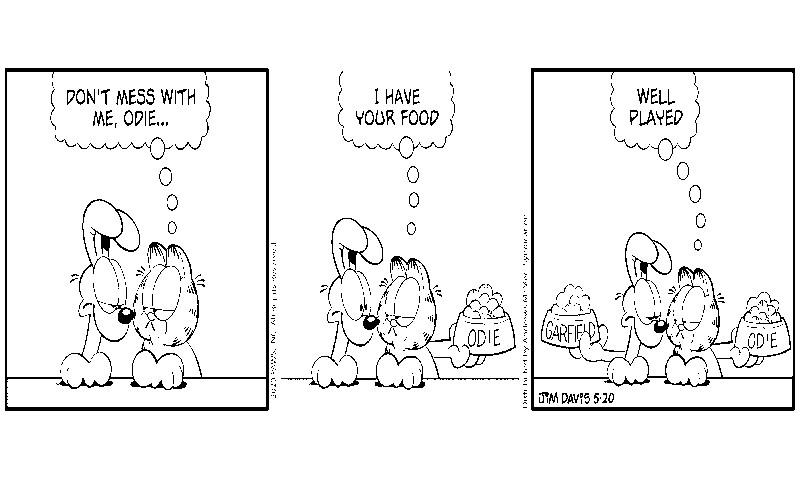 DON'T MESS WITH
ME, ODIE...
I HAVE
YOUR FOOD
ODIE
WELL
PLAYED
GARFIELD
ODIE
JIM DAVIS 5·20